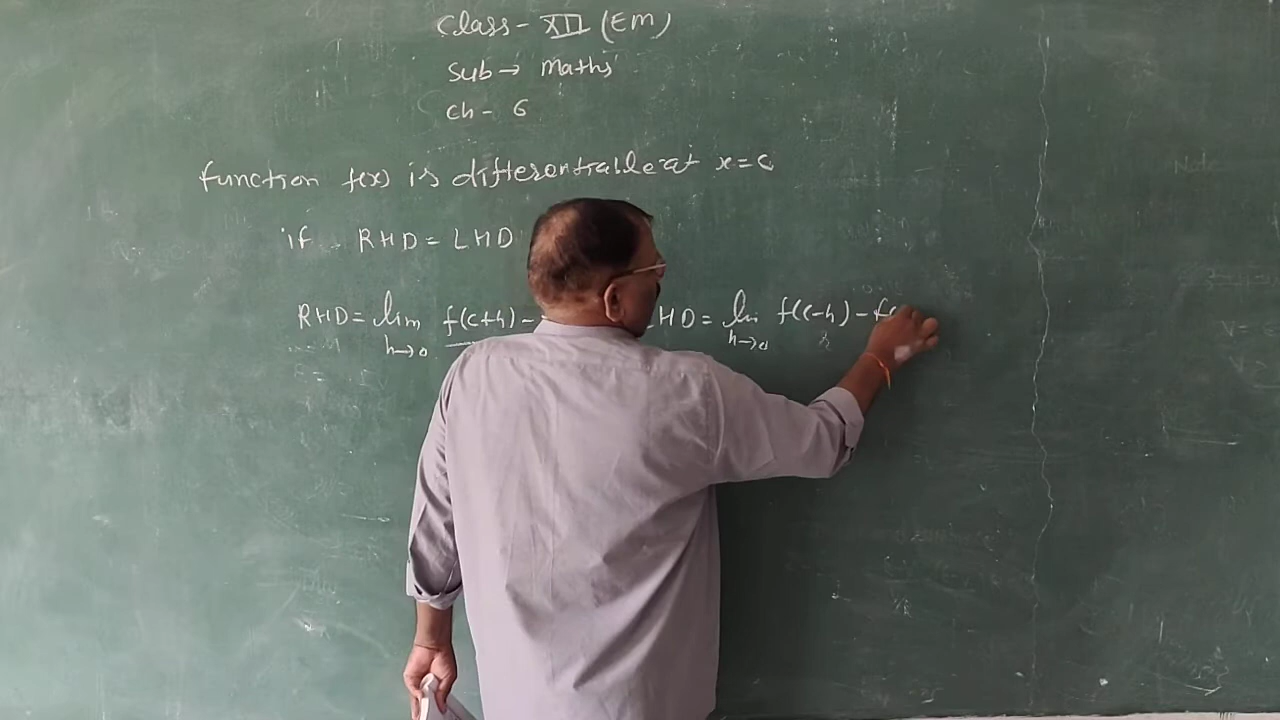 Class - XII (EM)
Sub → Maths
Ch - 6
function f(x) is differentiable at x = c
if RHD = LHD
RHD = lim f(c+h) - HD = lim f(c-h) - f(
h→0 h→0